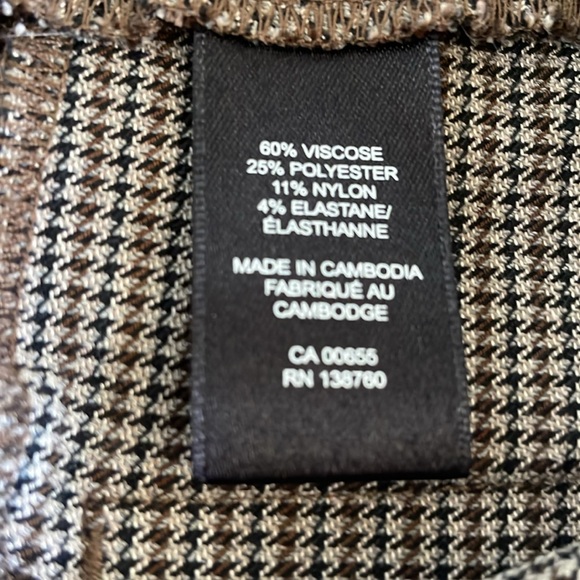 60% VISCOSE
25% POLYESTER
11% NYLON
4% ELASTANE/
ÉLASTHANNE
MADE IN CAMBODIA
FABRIQUÉ AU
CAMBODGE
CA 00655
RN 138760